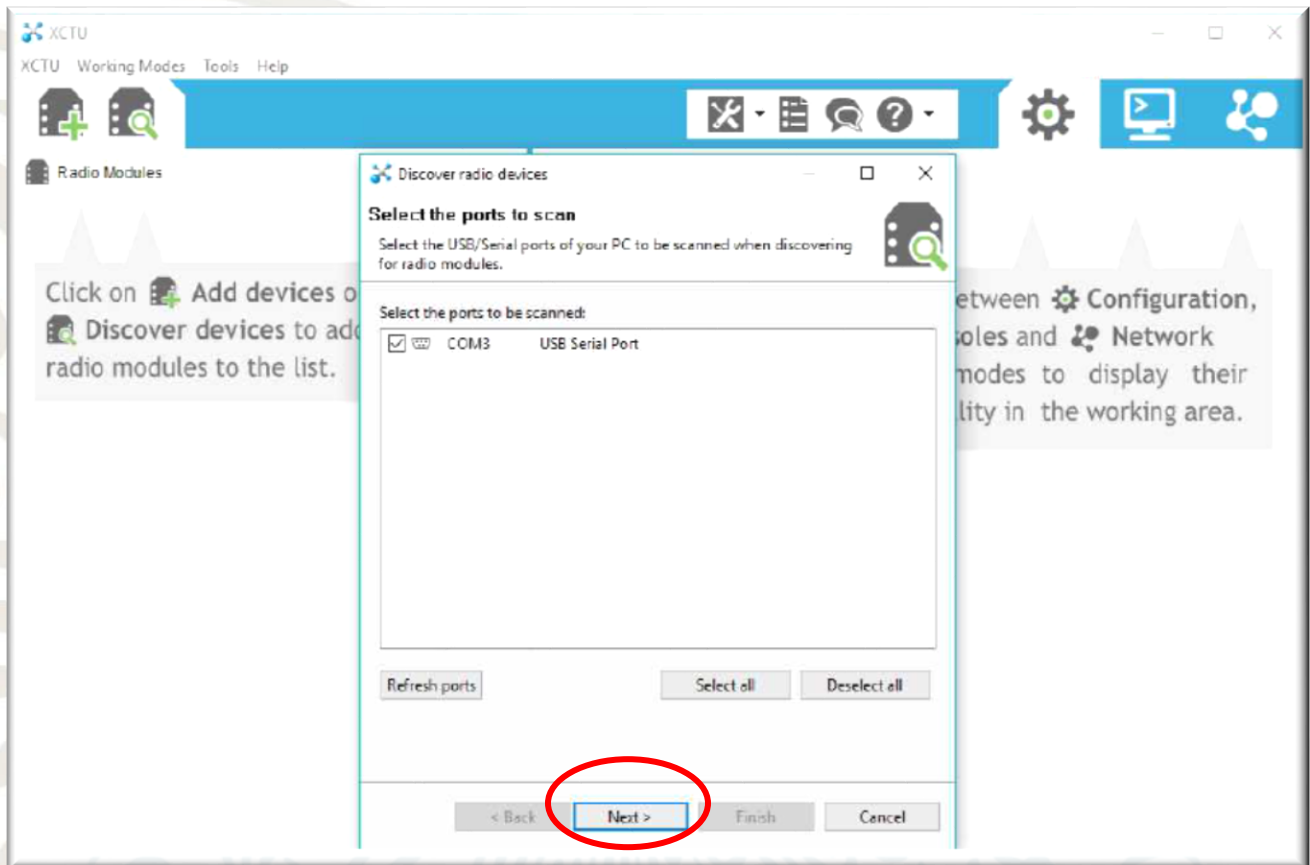 XCTU
XCTU Working Modes Tools Help
Radio Modules
Click on Add devices o
Discover devices to add
radio modules to the list.
Discover radio devices
Select the ports to scan
Select the USB/Serial ports of your PC to be scanned when discovering
for radio modules.
Select the ports to be scanned:
COM3 USB Serial Port
Refresh ports
Select all
Deselect all
< Back
Next >
Finish
Cancel
etween Configuration,
oles and Network
modes to display their
lity in the working area.